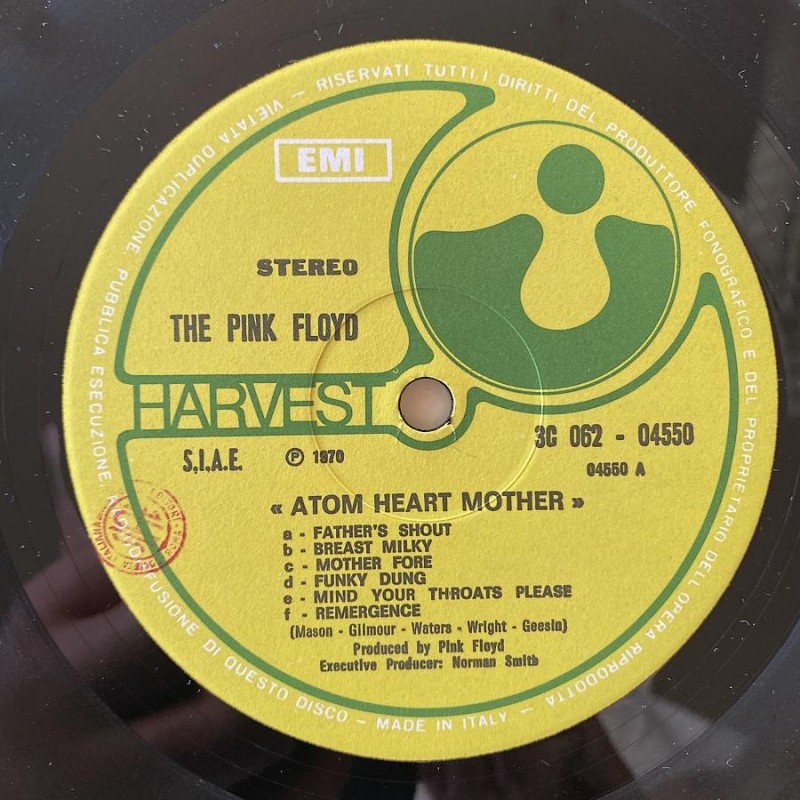 RISERVATI TUTTI I DIRITTI DEL PRODUTTORE FONOGRAFICO E DEL PROPRIETARIO DELL'OPERA RIPRODOTTA – MADE IN ITALY – DIFFUSIONE DI QUESTO DISCO – VIETATA DUPLICAZIONE, PUBBLICA ESECUZIONE,
EMI
STEREO
THE PINK FLOYD
HARVEST
S.I.A.E.
℗ 1970
3C 062 - 04550
04550 A
« ATOM HEART MOTHER »
a - FATHER'S SHOUT
b - BREAST MILKY
c - MOTHER FORE
d - FUNKY DUNG
e - MIND YOUR THROATS PLEASE
f - REMERGENCE
(Mason - Gilmour - Waters - Wright - Geesin)
Produced by Pink Floyd
Executive Producer: Norman Smith